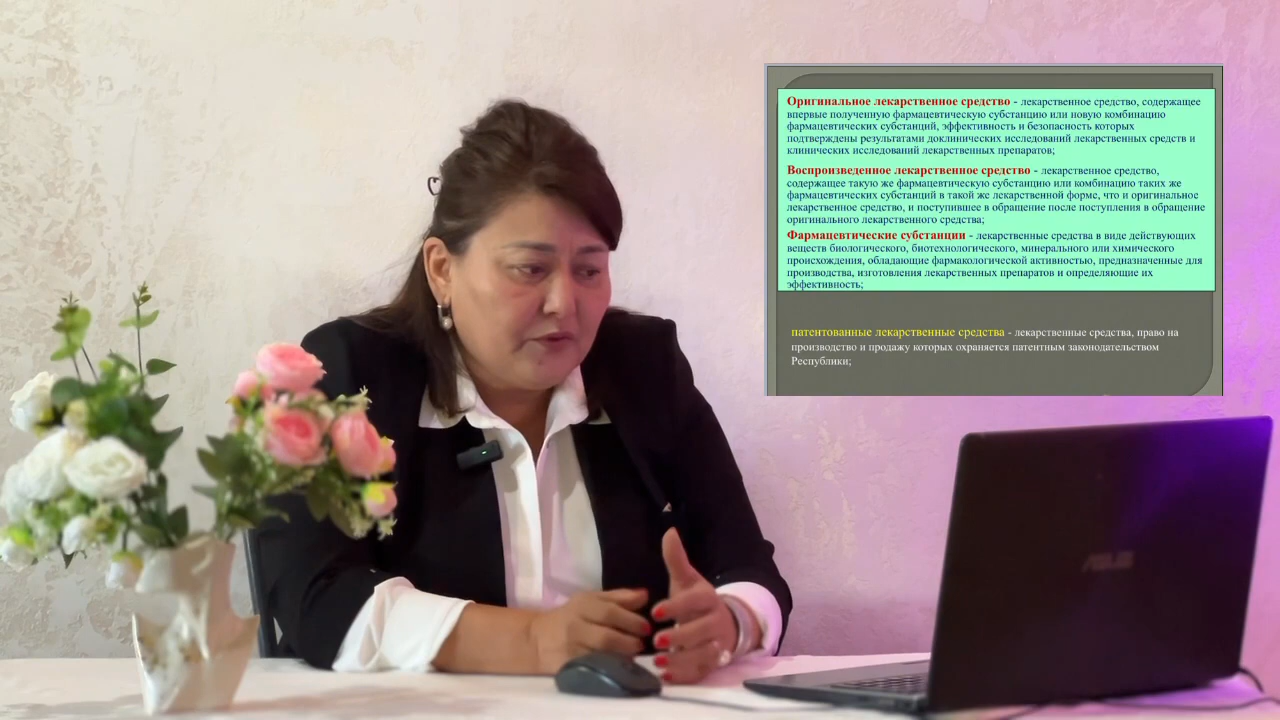 Оригинальное лекарственное средство - лекарственное средство, содержащее
впервые полученную фармацевтическую субстанцию или новую комбинацию
фармацевтических субстанций, эффективность и безопасность которых
подтверждены результатами доклинических исследований лекарственных средств и
клинических исследований лекарственных препаратов;
Воспроизведенное лекарственное средство - лекарственное средство,
содержащее такую же фармацевтическую субстанцию или комбинацию таких же
фармацевтических субстанций в такой же лекарственной форме, что и оригинальное
лекарственное средство, и поступившее в обращение после поступления в обращение
оригинального лекарственного средства;
Фармацевтические субстанции - лекарственные средства в виде действующих
веществ биологического, биотехнологического, минерального или химического
происхождения, обладающие фармакологической активностью, предназначенные для
производства, изготовления лекарственных препаратов и определяющие их
эффективность;
патентованные лекарственные средства - лекарственные средства, право на
производство и продажу которых охраняется патентным законодательством
Республики;
ASUS